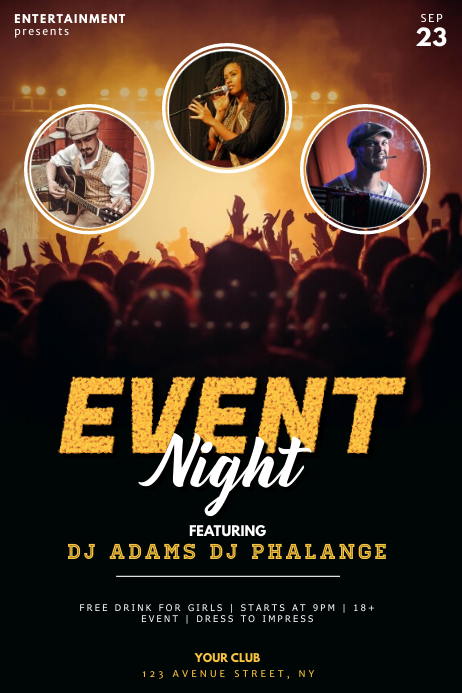 ENTERTAINMENT
presents
SEP
23
EVENT
Night
FEATURING
DJ ADAMS DJ PHALANGE
FREE DRINK FOR GIRLS | STARTS AT 9PM | 18+
EVENT | DRESS TO IMPRESS
YOUR CLUB
123 AVENUE STREET, NY